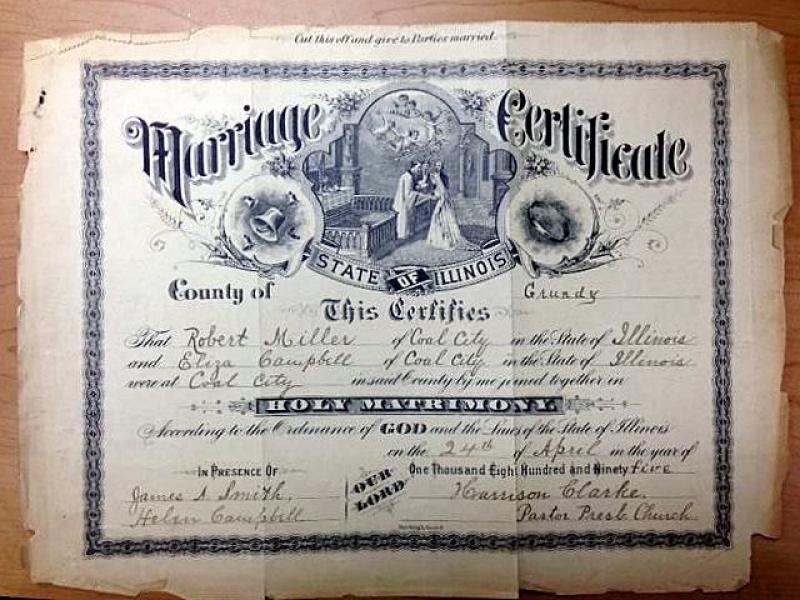 Cut this off and give to Parties married.
Marriage Certificate
STATE OF ILLINOIS
County of Grundy
This Certifies
That Robert Miller of Coal City in the State of Illinois
and Eliza Campbell of Coal City in the State of Illinois
were at Coal City in said County by me joined together in
HOLY MATRIMONY
According to the Ordinance of GOD and the Laws of the State of Illinois
on the 24th of April in the year of
OUR LORD
One Thousand Eight Hundred and Ninety five
IN PRESENCE OF
James A. Smith,
Helen Campbell
Harrison Clarke.
Pastor Presb. Church